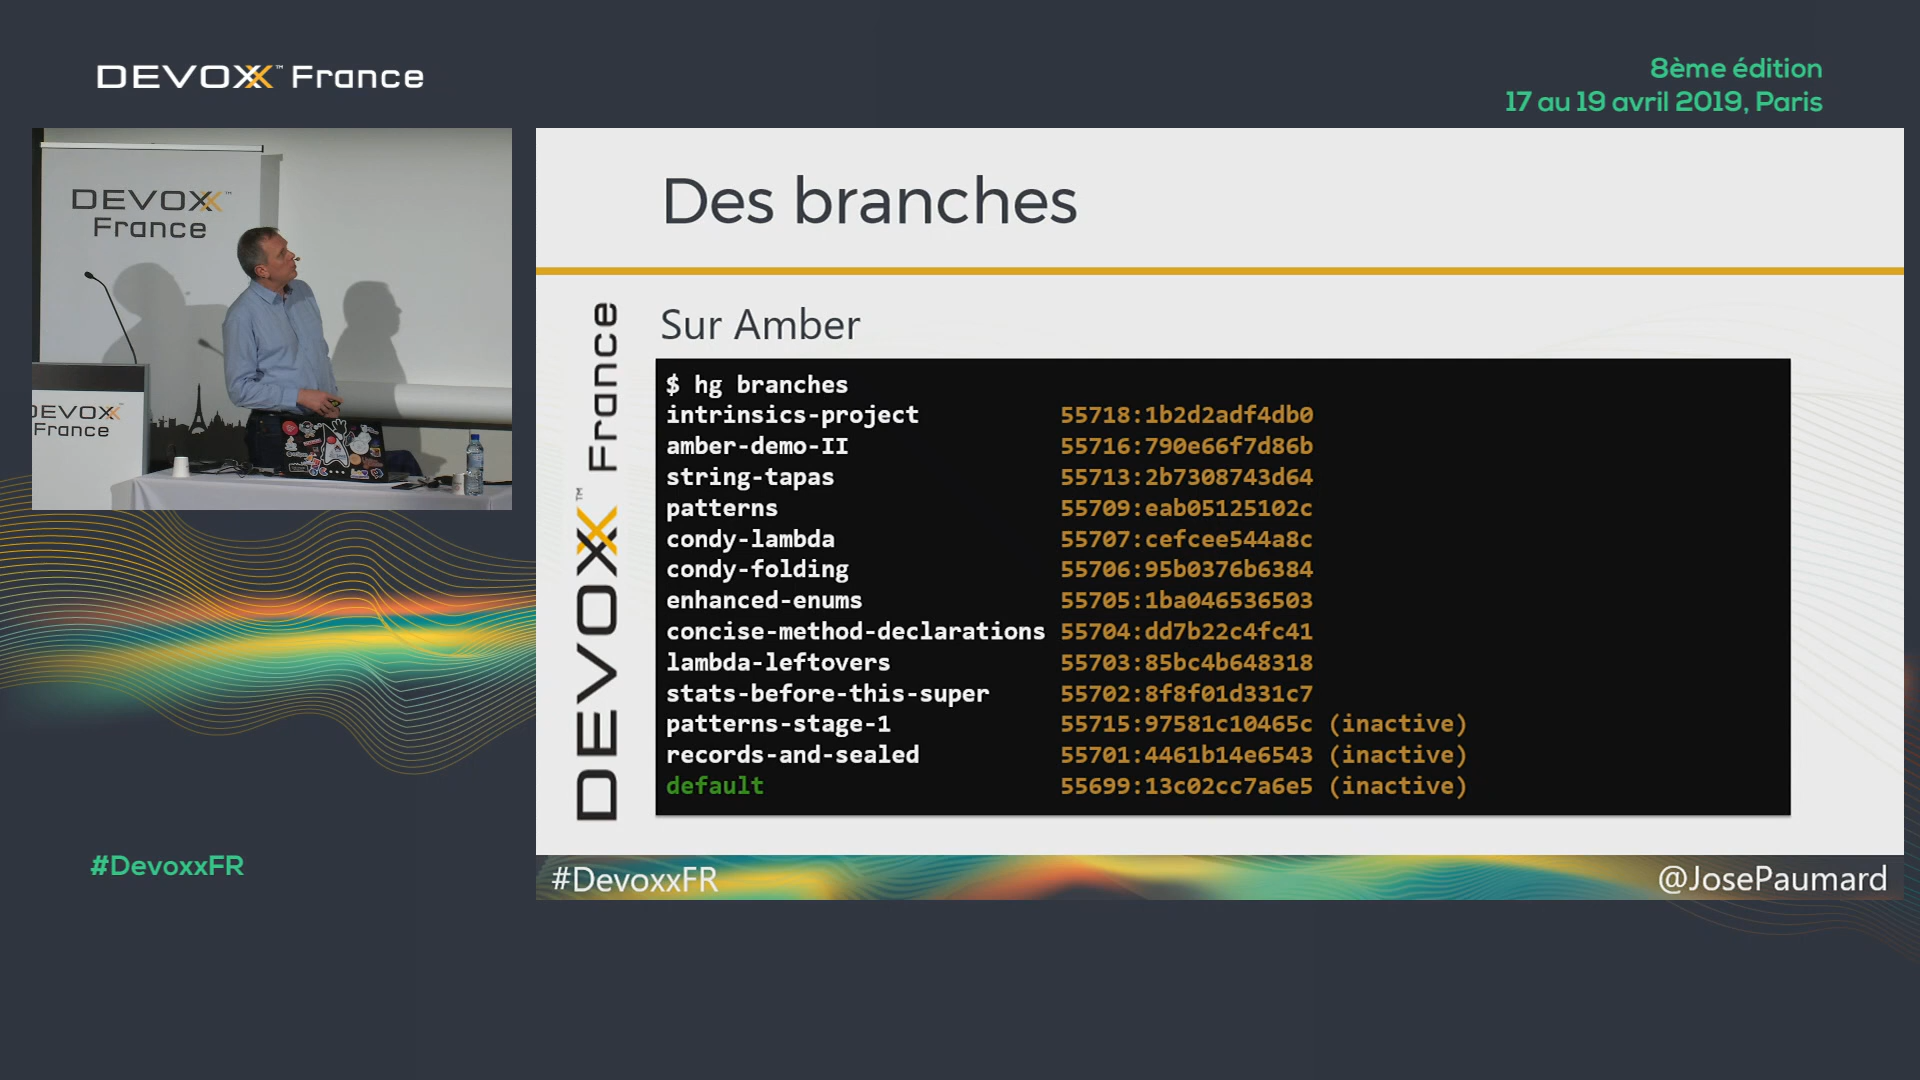 DEVOXX™ France
8ème édition
17 au 19 avril 2019, Paris
DEVOXX™
France
DEVOXX™
France
#DevoxxFR
Des branches
DEVOXX™ France
Sur Amber
$ hg branches
intrinsics-project 55718:1b2d2adf4db0
amber-demo-II 55716:790e66f7d86b
string-tapas 55713:2b7308743d64
patterns 55709:eab05125102c
condy-lambda 55707:cefcee544a8c
condy-folding 55706:95b0376b6384
enhanced-enums 55705:1ba046536503
concise-method-declarations 55704:dd7b22c4fc41
lambda-leftovers 55703:85bc4b648318
stats-before-this-super 55702:8f8f01d331c7
patterns-stage-1 55715:97581c10465c (inactive)
records-and-sealed 55701:4461b14e6543 (inactive)
default 55699:13c02cc7a6e5 (inactive)
#DevoxxFR
@JosePaumard